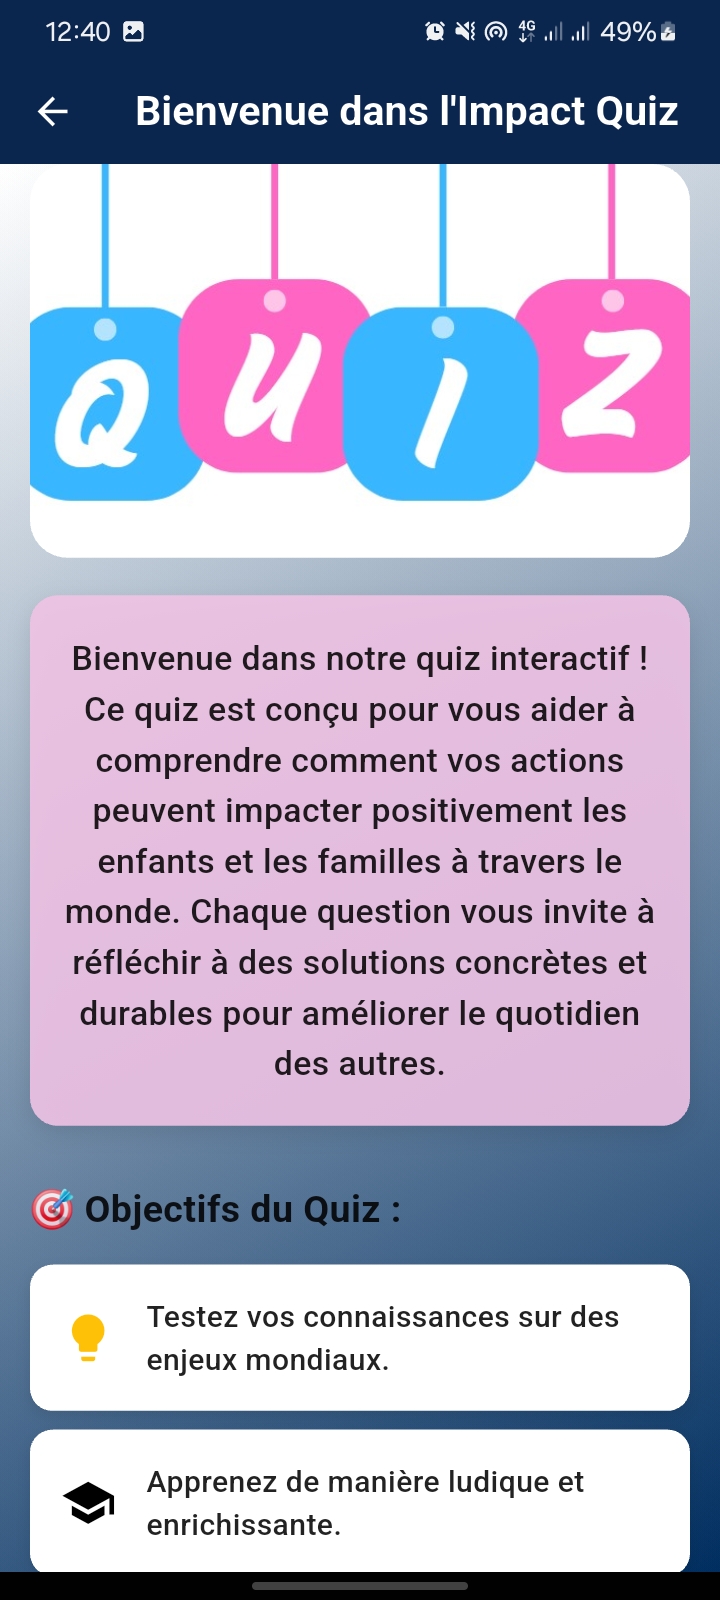 12:40 4G 49%
Bienvenue dans l'Impact Quiz
QUIZ
Bienvenue dans notre quiz interactif !
Ce quiz est conçu pour vous aider à
comprendre comment vos actions
peuvent impacter positivement les
enfants et les familles à travers le
monde. Chaque question vous invite à
réfléchir à des solutions concrètes et
durables pour améliorer le quotidien
des autres.
🎯 Objectifs du Quiz :
Testez vos connaissances sur des
enjeux mondiaux.
Apprenez de manière ludique et
enrichissante.